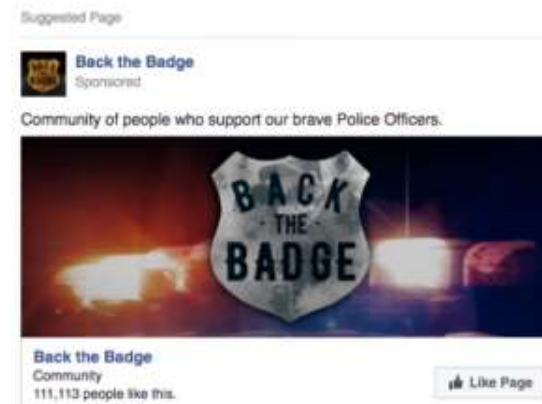 Suggested Page
Back the Badge
Sponsored
Community of people who support our brave Police Officers.
BACK
- THE -
BADGE
Back the Badge
Community
111,113 people like this.
Like Page